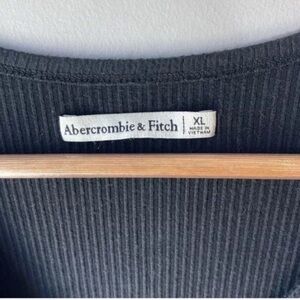 Abercrombie & Fitch
XL
MADE IN
VIETNAM